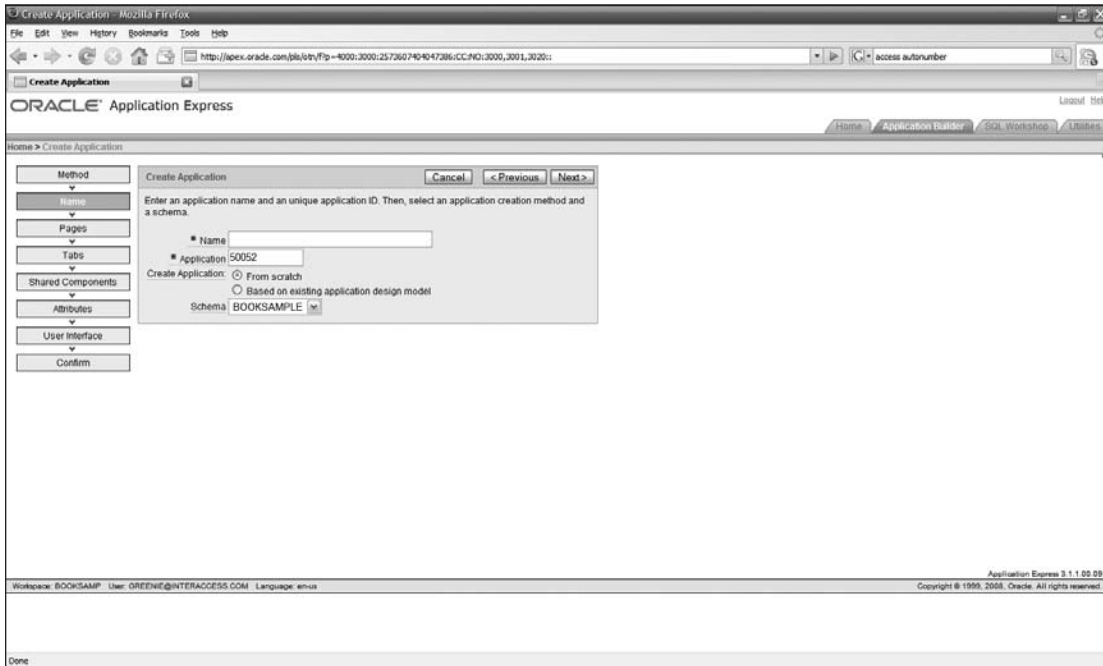 Create Application - Mozilla Firefox
File Edit View History Bookmarks Tools Help
http://apex.oracle.com/pls/otn/f?p=4000:3000:2573607404047386:CC:NO:3000,3001,3020::
access autonumber
Create Application
ORACLE Application Express
Logout Hel
Home Application Builder SQL Workshop Utilities
Home > Create Application
Method
Name
Pages
Tabs
Shared Components
Attributes
User Interface
Confirm
Create Application Cancel < Previous Next >
Enter an application name and an unique application ID. Then, select an application creation method and
a schema.
* Name
* Application 50052
Create Application: From scratch
Based on existing application design model
Schema BOOKSAMPLE
Application Express 3.1.1.00.09
Workspace: BOOKSAMP User: GREENIE@INTERACCESS.COM Language: en-us
Copyright © 1999, 2008, Oracle. All rights reserved.
Done